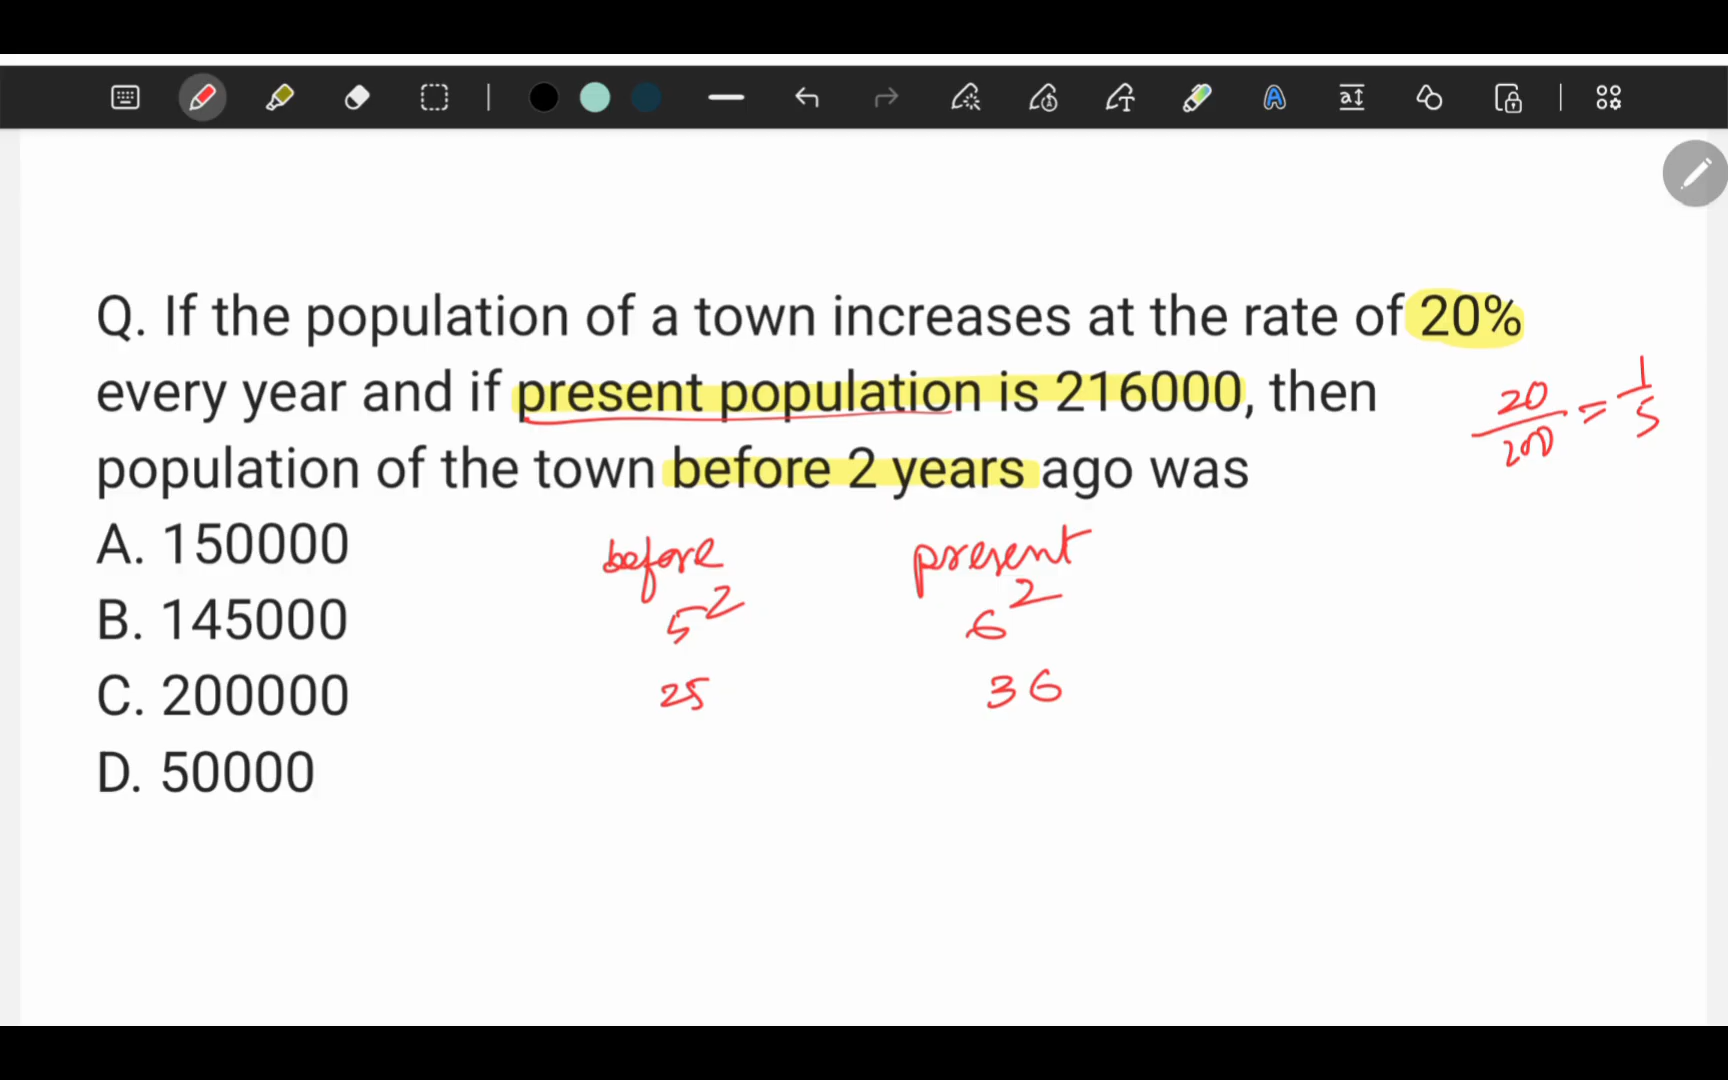 Q. If the population of a town increases at the rate of 20%
every year and if present population is 216000, then
20/200 = 1/5
population of the town before 2 years ago was
A. 150000
before present
B. 145000
5² 6²
C. 200000
25 36
D. 50000